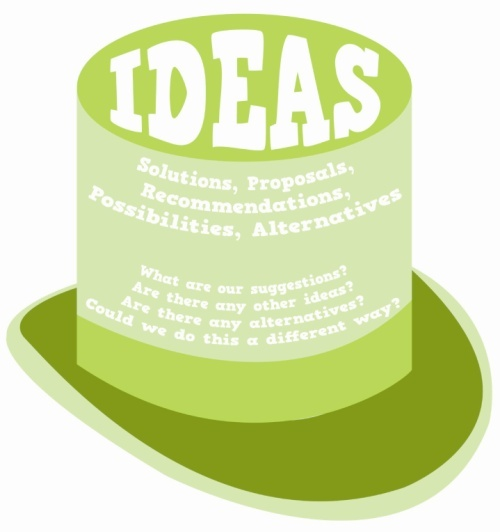 IDEAS
Solutions, Proposals,
Recommendations,
Possibilities, Alternatives
What are our suggestions?
Are there any other ideas?
Are there any alternatives?
Could we do this a different way?